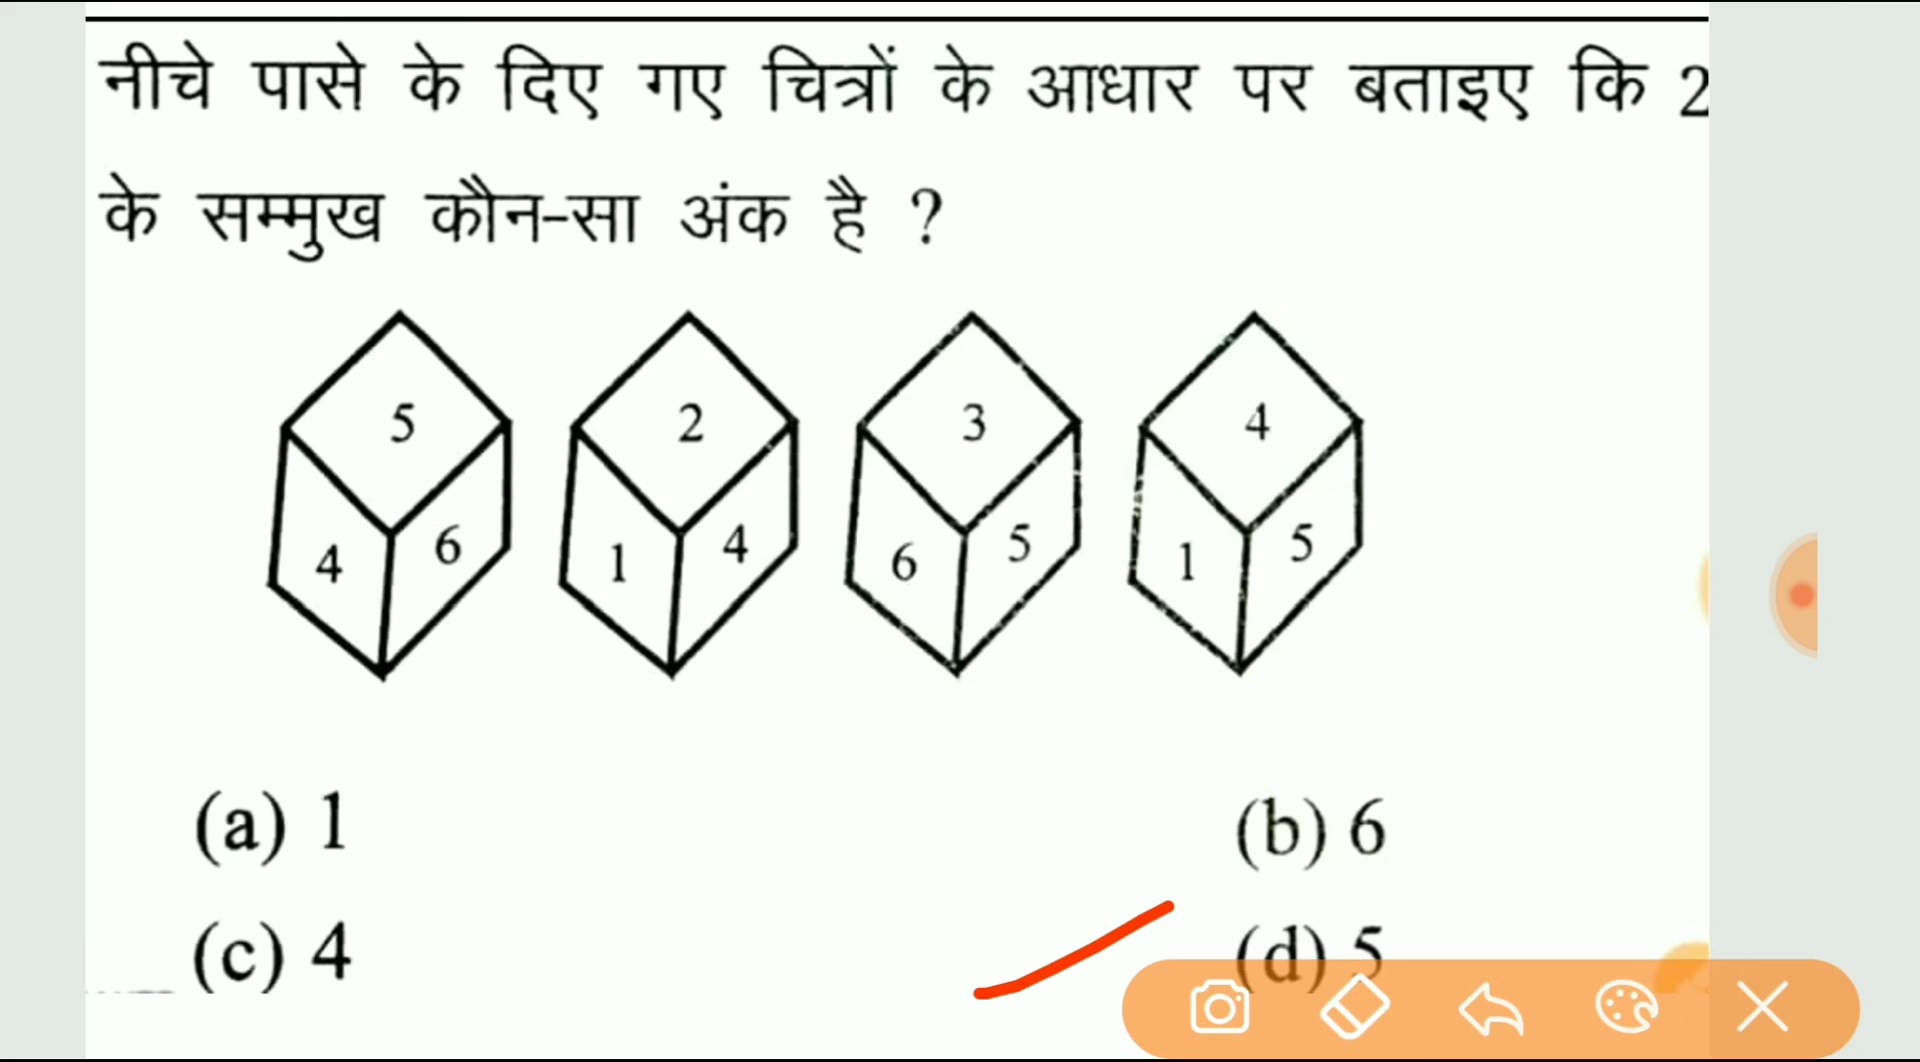 नीचे पासे के दिए गए चित्रों के आधार पर बताइए कि 2
के सम्मुख कौन-सा अंक है ?
5 2 3 4
4 6 1 4 6 5 1 5
(a) 1 (b) 6
(c) 4 (d) 5